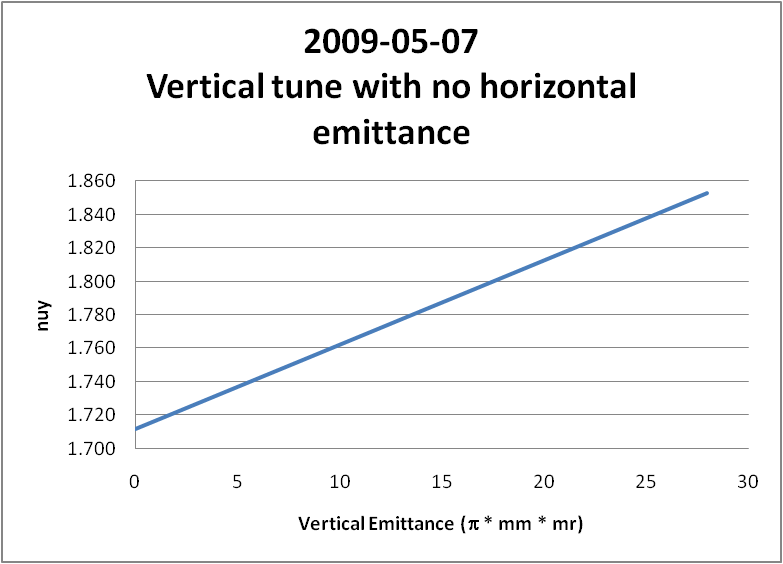 2009-05-07
Vertical tune with no horizontal
emittance
1.860
1.840
1.820
1.800
1.780
1.760
1.740
1.720
1.700
nuy
0 5 10 15 20 25 30
Vertical Emittance (π * mm * mr)